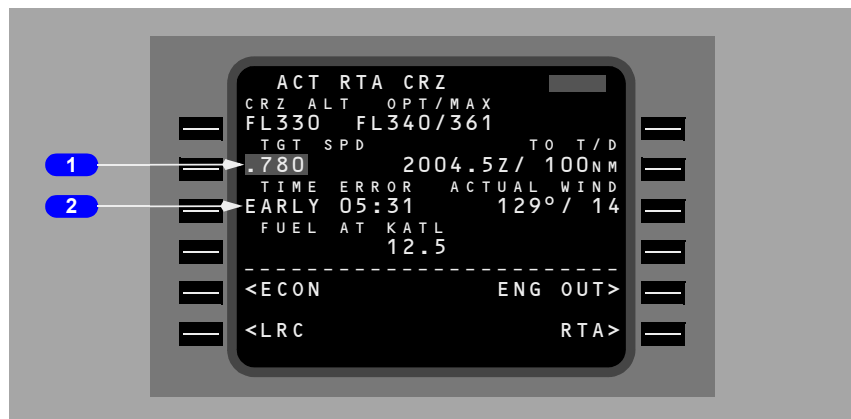 ACT RTA CRZ
CRZ ALT OPT/MAX
FL330 FL340/361
TGT SPD TO T/D
1 .780 2004.5Z/ 100NM
TIME ERROR ACTUAL WIND
2 EARLY 05:31 129°/ 14
FUEL AT KATL
12.5
------------------------
<ECON ENG OUT>
<LRC RTA>